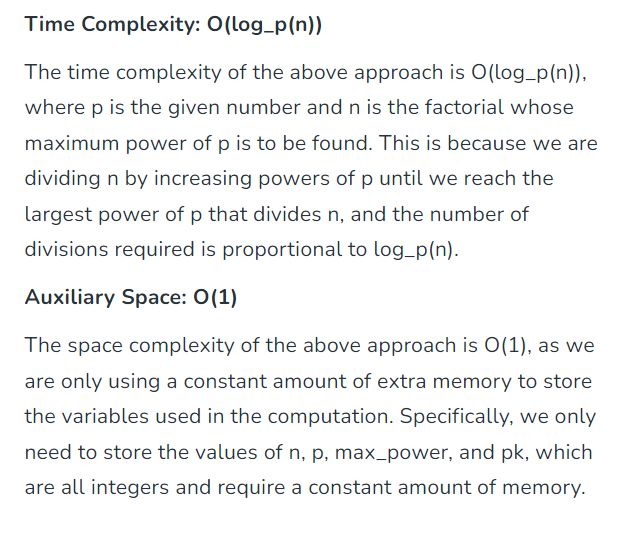 Time Complexity: O(log_p(n))
The time complexity of the above approach is O(log_p(n)),
where p is the given number and n is the factorial whose
maximum power of p is to be found. This is because we are
dividing n by increasing powers of p until we reach the
largest power of p that divides n, and the number of
divisions required is proportional to log_p(n).
Auxiliary Space: O(1)
The space complexity of the above approach is O(1), as we
are only using a constant amount of extra memory to store
the variables used in the computation. Specifically, we only
need to store the values of n, p, max_power, and pk, which
are all integers and require a constant amount of memory.